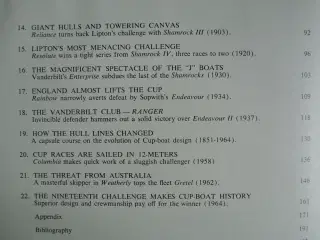 14. GIANT HULLS AND TOWERING CANVAS
Reliance turns back Lipton's challenge with Shamrock III (1903). 92
15. LIPTON'S MOST MENACING CHALLENGE
Resolute wins a tight series from Shamrock IV, three races to two (1920). 96
16. THE MAGNIFICENT SPECTACLE OF THE "J" BOATS
Vanderbilt's Enterprise subdues the last of the Shamrocks (1930). 103
17. ENGLAND ALMOST LIFTS THE CUP
Rainbow narrowly averts defeat by Sopwith's Endeavour (1934). 109
18. THE VANDERBILT CLUB—RANGER
Invincible defender hammers out a solid victory over Endeavour II (1937). 118
19. HOW THE HULL LINES CHANGED
A capsule course on the evolution of Cup-boat design (1851-1964).
20. CUP RACES ARE SAILED IN 12-METERS
Columbia makes quick work of a sluggish challenger (1958).
21. THE THREAT FROM AUSTRALIA
A masterful skipper in Weatherly tops the fleet Gretel (1962). 146
22. THE NINETEENTH CHALLENGE MAKES CUP-BOAT HISTORY
Superior design and crewmanship pay off for the winner (1964). 161
Appendix 171
Bibliography